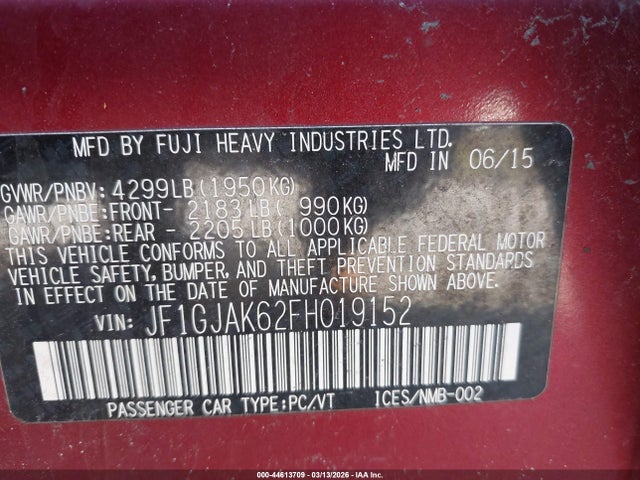 MFD BY FUJI HEAVY INDUSTRIES LTD.
MFD IN 06/15
GVWR/PNBV: 4299LB(1950KG)
GAWR/PNBE:FRONT- 2183LB( 990KG)
GAWR/PNBE:REAR - 2205LB(1000KG)
THIS VEHICLE CONFORMS TO ALL APPLICABLE FEDERAL MOTOR
VEHICLE SAFETY, BUMPER, AND THEFT PREVENTION STANDARDS
IN EFFECT ON THE DATE OF MANUFACTURE SHOWN ABOVE.
VIN: JF1GJAK62FH019152
PASSENGER CAR TYPE:PC/VT ICES/NMB-002
000-44613709 - 03/13/2026 - IAA Inc.